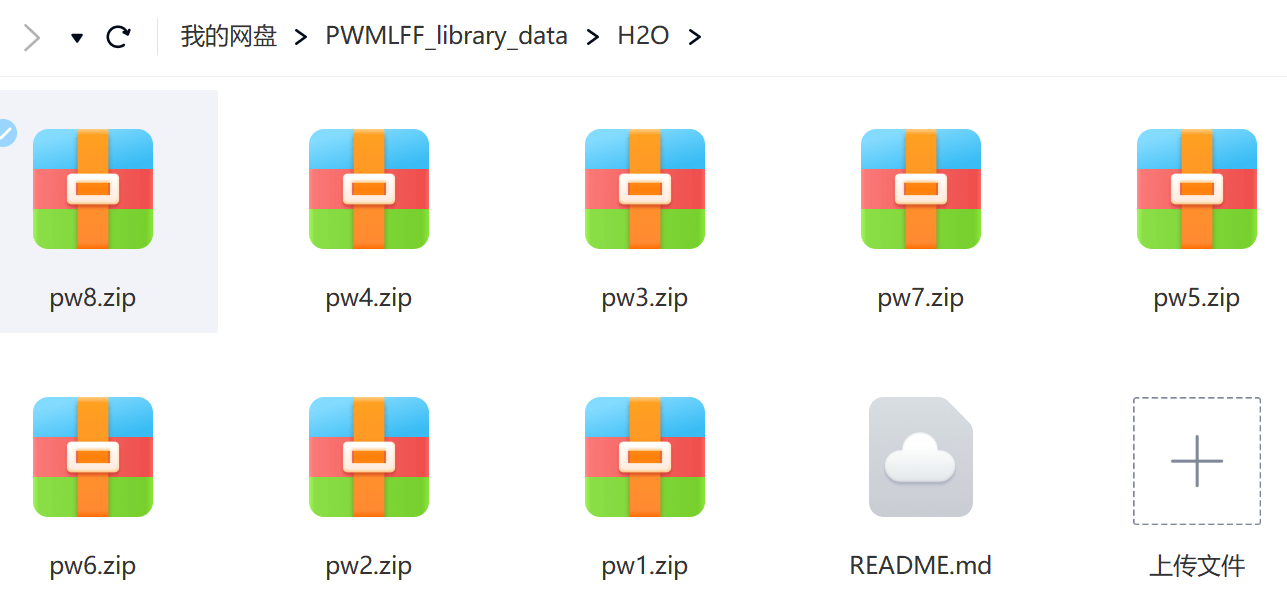 我的网盘 > PWMLFF_library_data > H2O >
pw8.zip
pw4.zip
pw3.zip
pw7.zip
pw5.zip
pw6.zip
pw2.zip
pw1.zip
README.md
上传文件